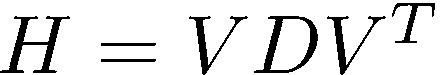 H = VDV^T